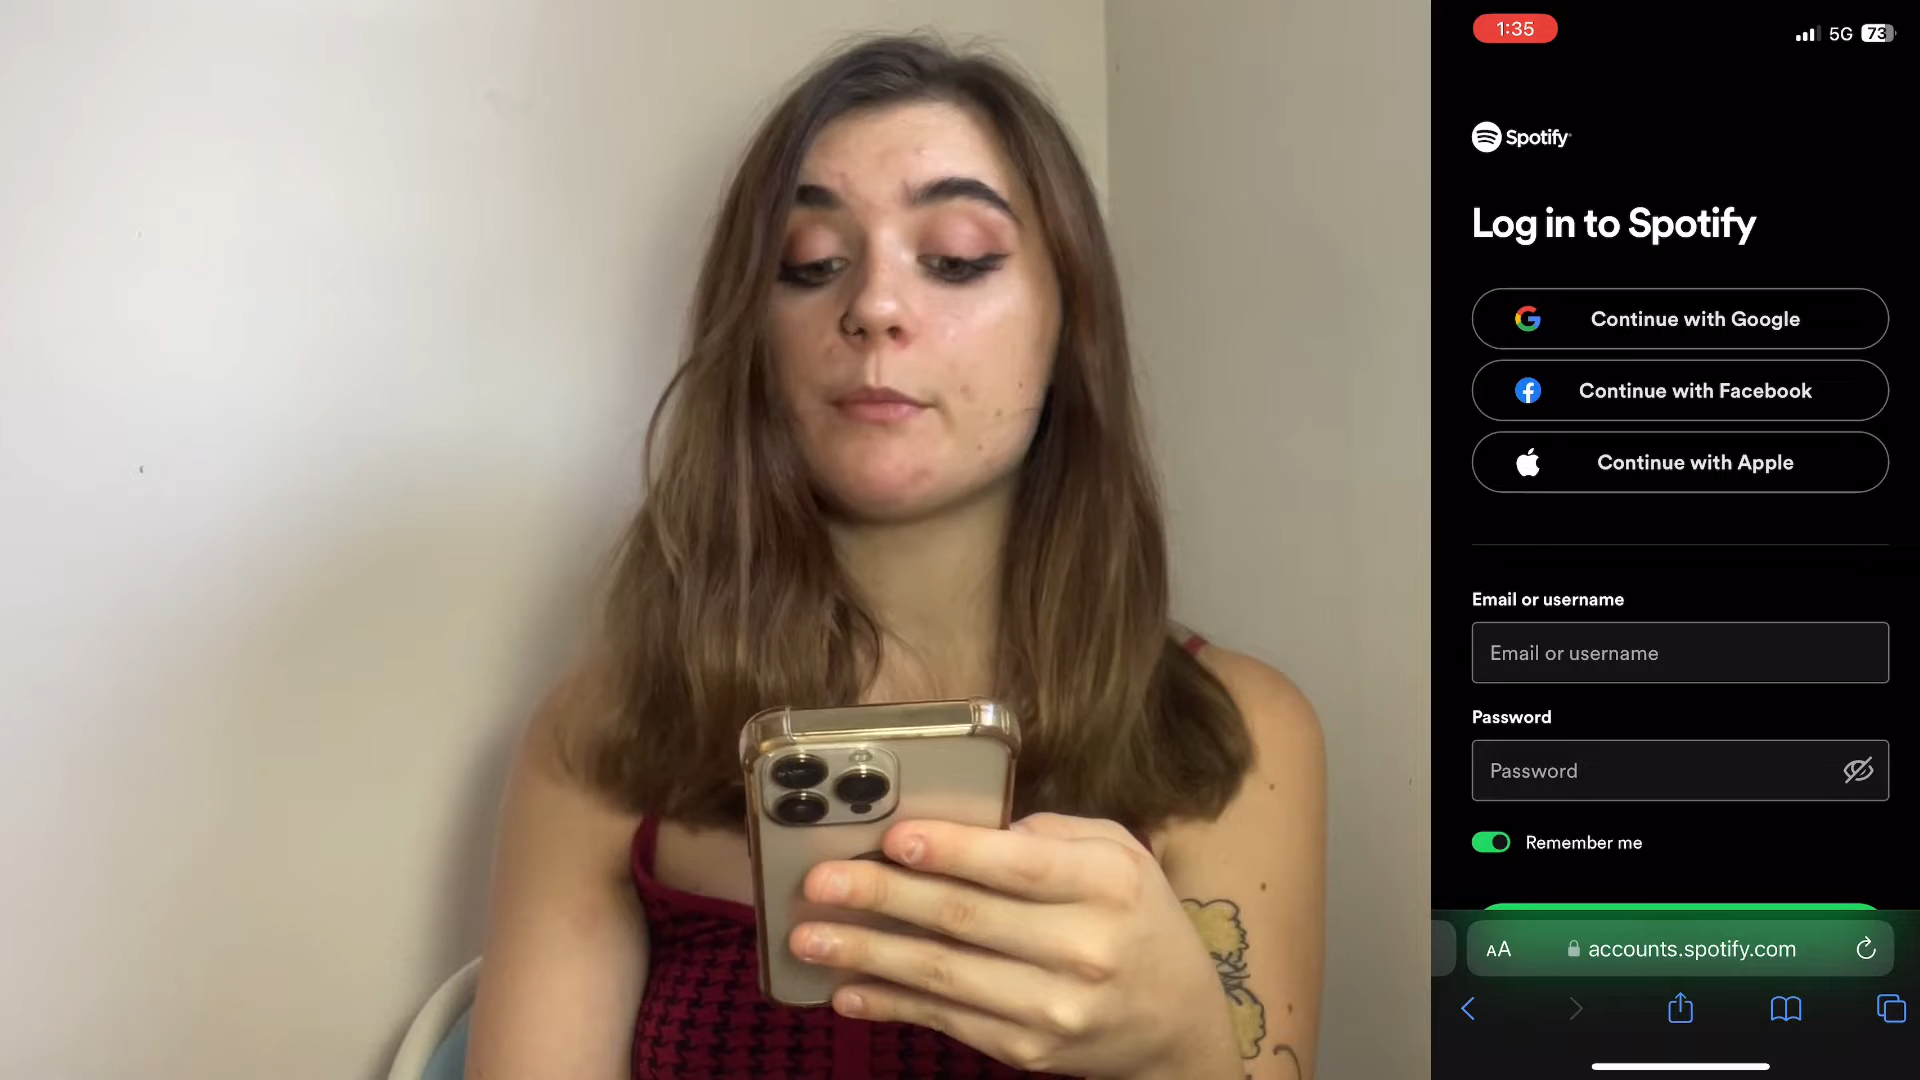 1:35
5G 73
Spotify
Log in to Spotify
Continue with Google
Continue with Facebook
Continue with Apple
Email or username
Email or username
Password
Password
Remember me
AA accounts.spotify.com